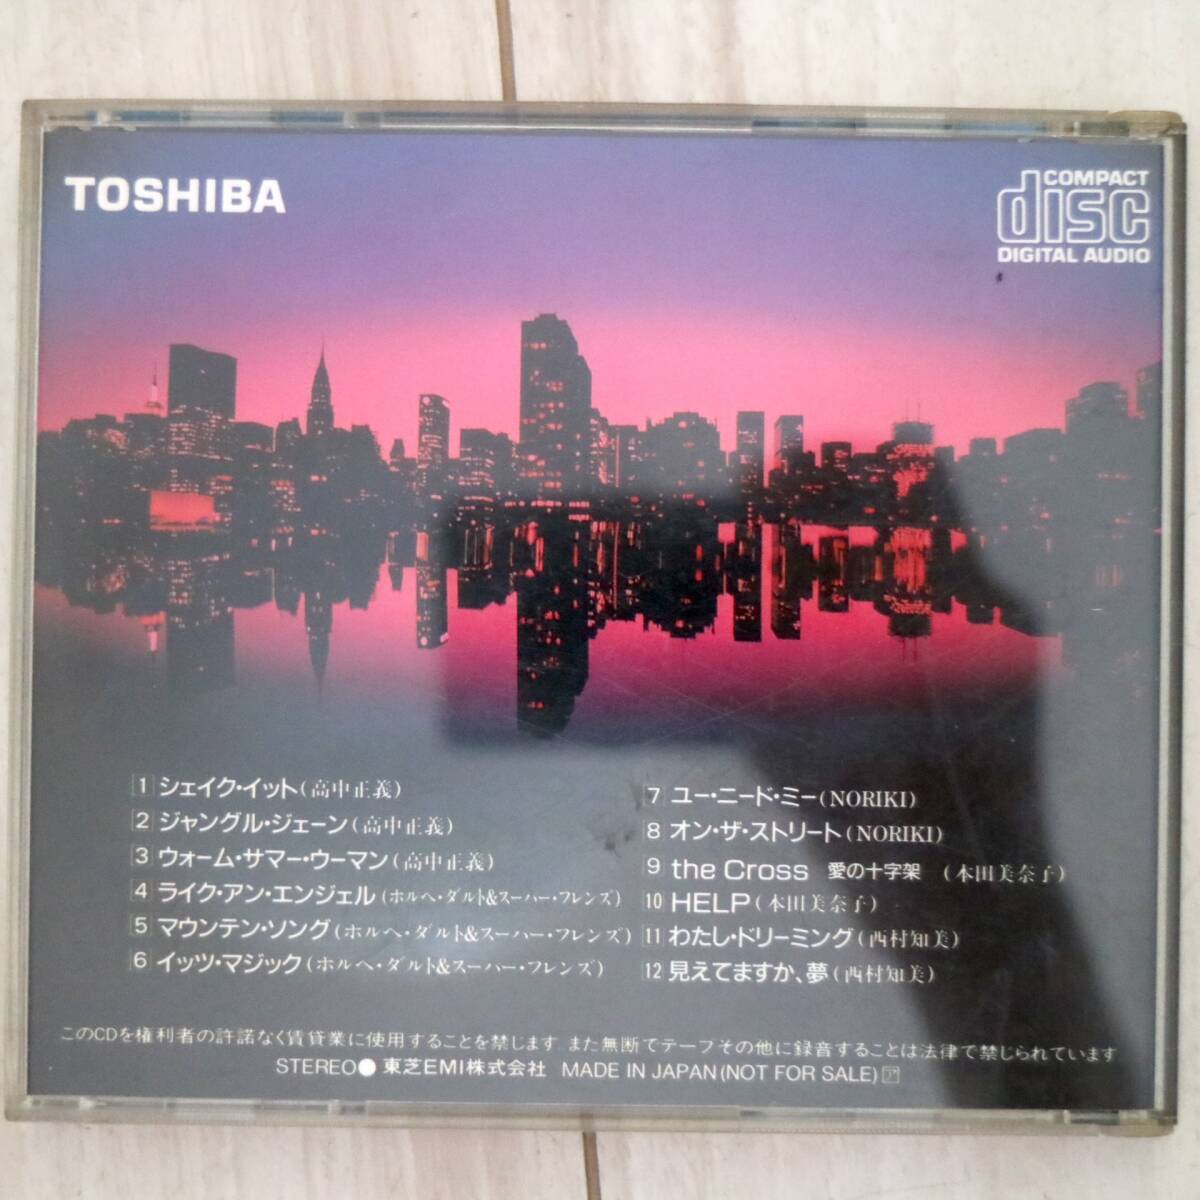 TOSHIBA
COMPACT
disc
DIGITAL AUDIO
1 シェイク・イット(高中正義)
2 ジャングル・ジェーン(高中正義)
3 ウォーム・サマー・ウーマン(高中正義)
4 ライク・アン・エンジェル(ホルヘ・ダルト&スーパー・フレンズ)
5 マウンテン・ソング(ホルヘ・ダルト&スーパー・フレンズ)
6 イッツ・マジック(ホルヘ・ダルト&スーパー・フレンズ)
7 ユー・ニード・ミー(NORIKI)
8 オン・ザ・ストリート(NORIKI)
9 the Cross 愛の十字架 (本田美奈子)
10 HELP(本田美奈子)
11 わたし・ドリーミング(西村知美)
12 見えてますか、夢(西村知美)
このCDを権利者の許諾なく賃貸業に使用することを禁じます また無断でテープその他に録音することは法律で禁じられています
STEREO● 東芝EMI株式会社 MADE IN JAPAN(NOT FOR SALE) ア